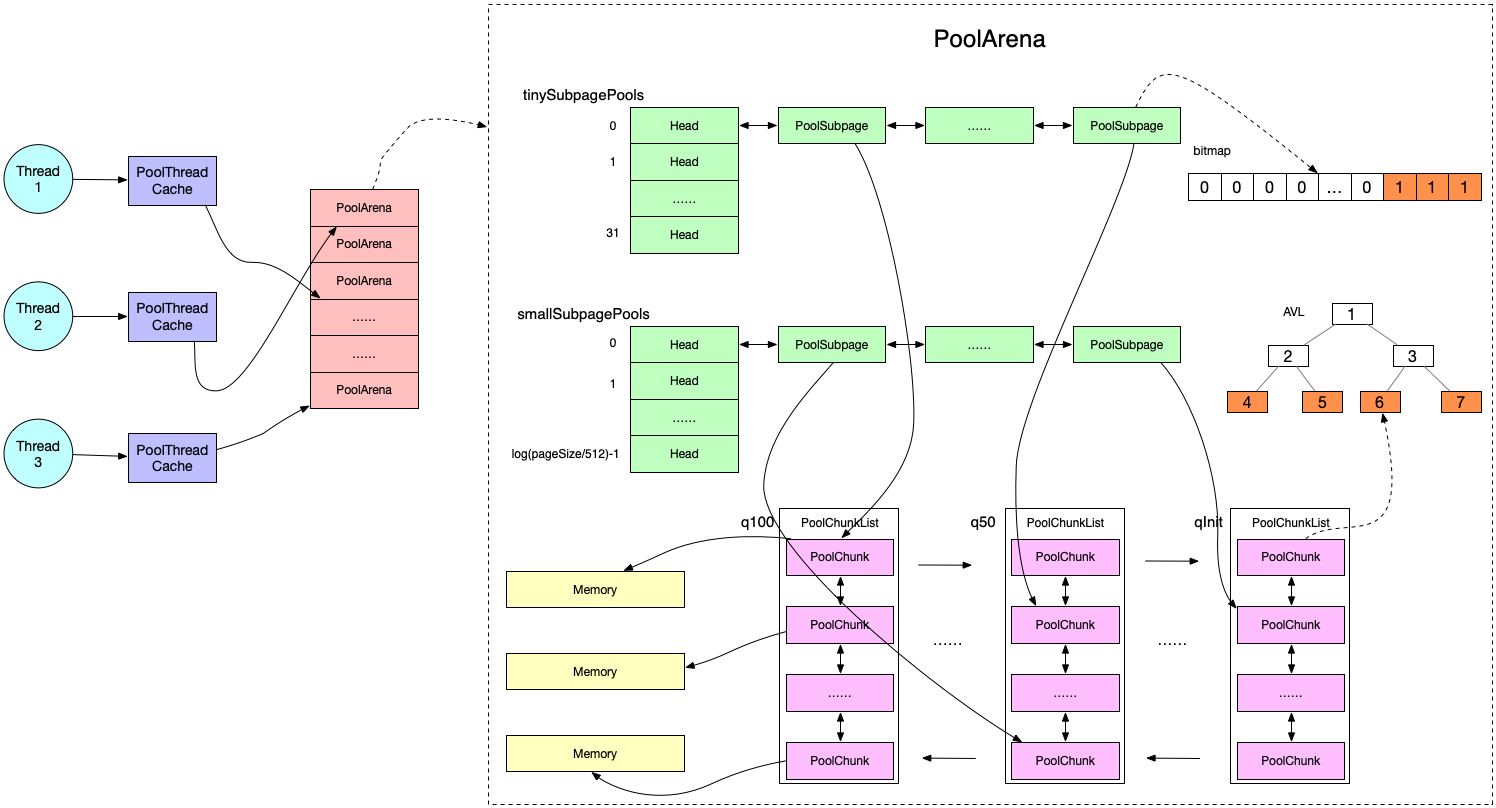 PoolArena
Thread
1
PoolThread
Cache
Thread
2
PoolThread
Cache
Thread
3
PoolThread
Cache
PoolArena
PoolArena
PoolArena
......
......
PoolArena
tinySubpagePools
0
Head
PoolSubpage
......
PoolSubpage
1
Head
......
31
Head
bitmap
0 0 0 0 ... 0 1 1 1
smallSubpagePools
0
Head
PoolSubpage
......
PoolSubpage
1
Head
......
log(pageSize/512)-1
Head
AVL
1
2 3
4 5 6 7
q100
PoolChunkList
PoolChunk
PoolChunk
......
PoolChunk
Memory
Memory
Memory
......
q50
PoolChunkList
PoolChunk
PoolChunk
......
PoolChunk
......
qInit
PoolChunkList
PoolChunk
PoolChunk
......
PoolChunk